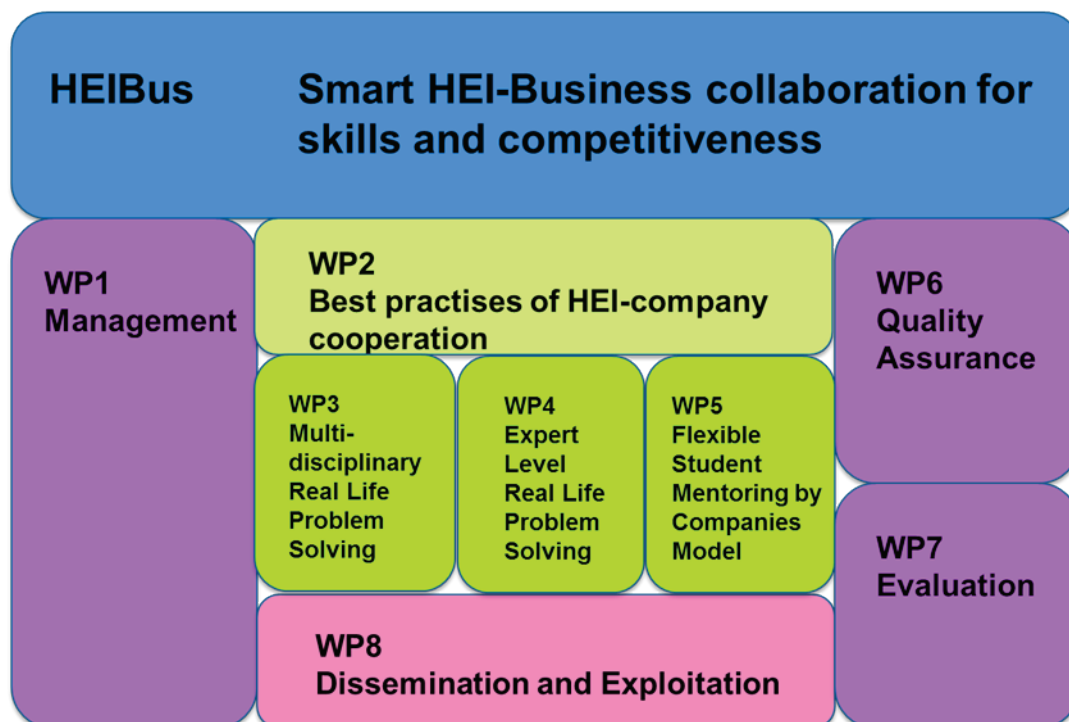 HEIBus Smart HEI-Business collaboration for
skills and competitiveness
WP1
Management
WP2
Best practises of HEI-company
cooperation
WP3
Multi-
disciplinary
Real Life
Problem
Solving
WP4
Expert
Level
Real Life
Problem
Solving
WP5
Flexible
Student
Mentoring by
Companies
Model
WP6
Quality
Assurance
WP7
Evaluation
WP8
Dissemination and Exploitation